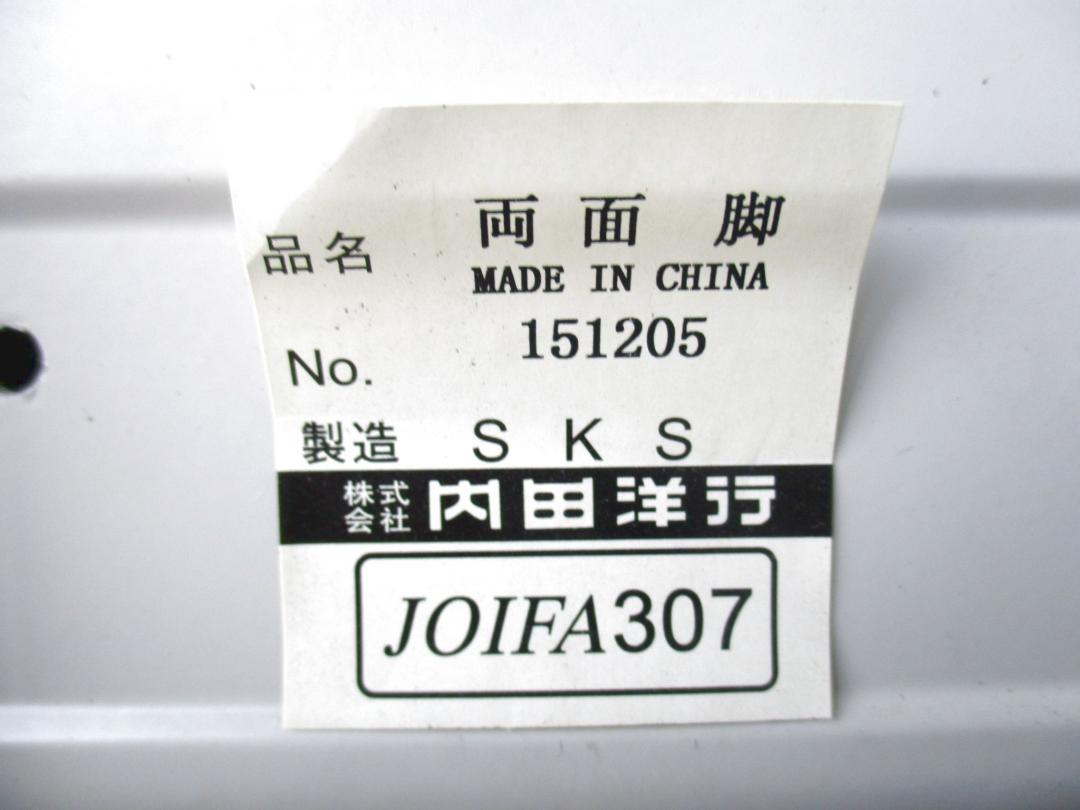 品名 両面 脚
MADE IN CHINA
No. 151205
製造 SKS
株式会社 内田洋行
JOIFA307